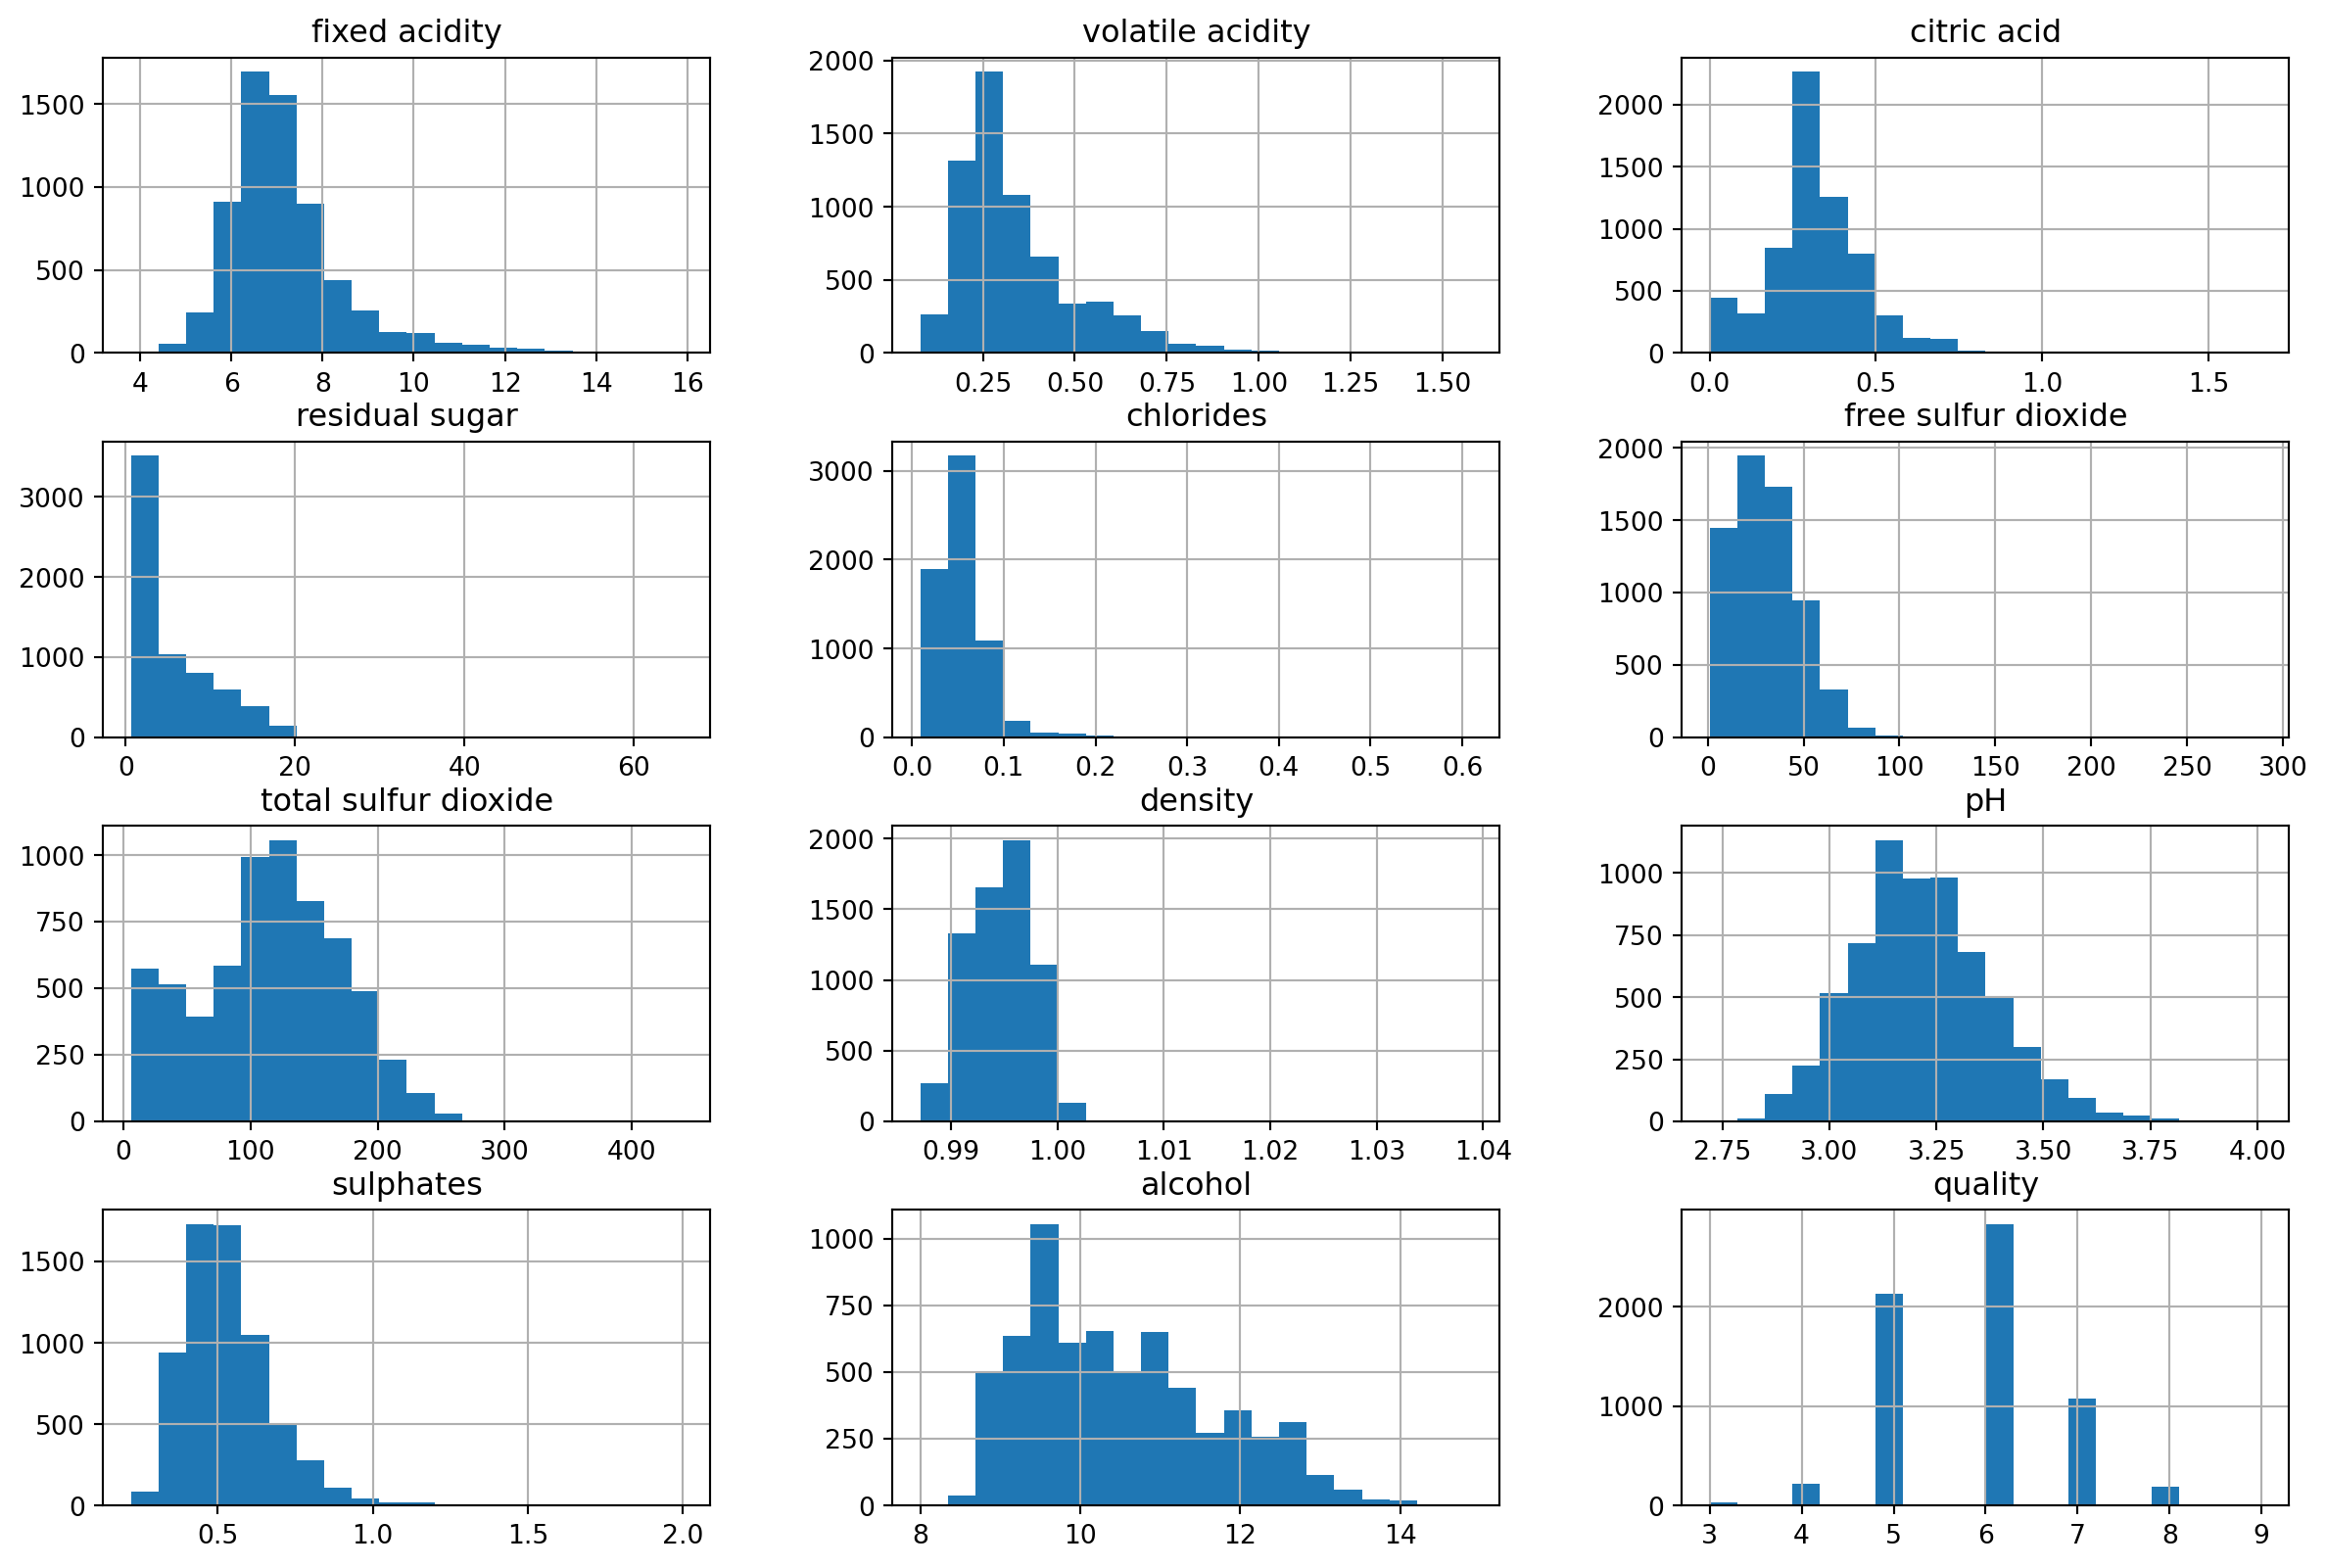 fixed acidity volatile acidity citric acid
2000
1500 1500 2000
1000 1000 1500
1000
500 500 500
0 0 0
4 6 8 10 12 14 16 0.25 0.50 0.75 1.00 1.25 1.50 0.0 0.5 1.0 1.5
residual sugar chlorides free sulfur dioxide
2000
3000 3000 1500
2000 2000 1000
1000 1000 500
0 0 0
0 20 40 60 0.0 0.1 0.2 0.3 0.4 0.5 0.6 0 50 100 150 200 250 300
total sulfur dioxide density pH
1000 2000 1000
750 1500 750
500 1000 500
250 500 250
0 0 0
0 100 200 300 400 0.99 1.00 1.01 1.02 1.03 1.04 2.75 3.00 3.25 3.50 3.75 4.00
sulphates alcohol quality
1500 1000
750 2000
1000 500
500 250 1000
0 0 0
0.5 1.0 1.5 2.0 8 10 12 14 3 4 5 6 7 8 9